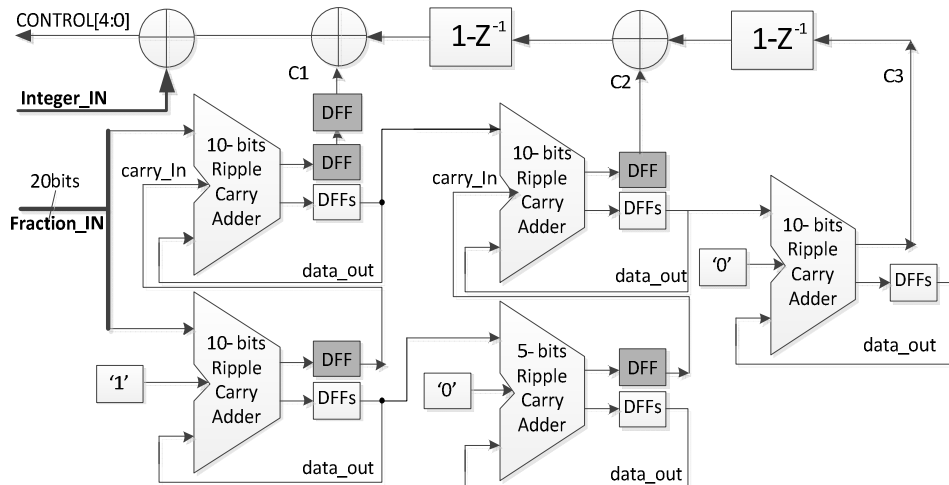 CONTROL[4:0]
1-Z-1
1-Z-1
C1
C2
C3
Integer_IN
DFF
10- bits
Ripple
Carry
Adder
DFF
DFFs
carry_In
20bits
Fraction_IN
data_out
10- bits
Ripple
Carry
Adder
DFF
DFFs
carry_In
data_out
10- bits
Ripple
Carry
Adder
'0'
DFFs
data_out
10- bits
Ripple
Carry
Adder
'1'
DFF
DFFs
data_out
5- bits
Ripple
Carry
Adder
'0'
DFF
DFFs
data_out